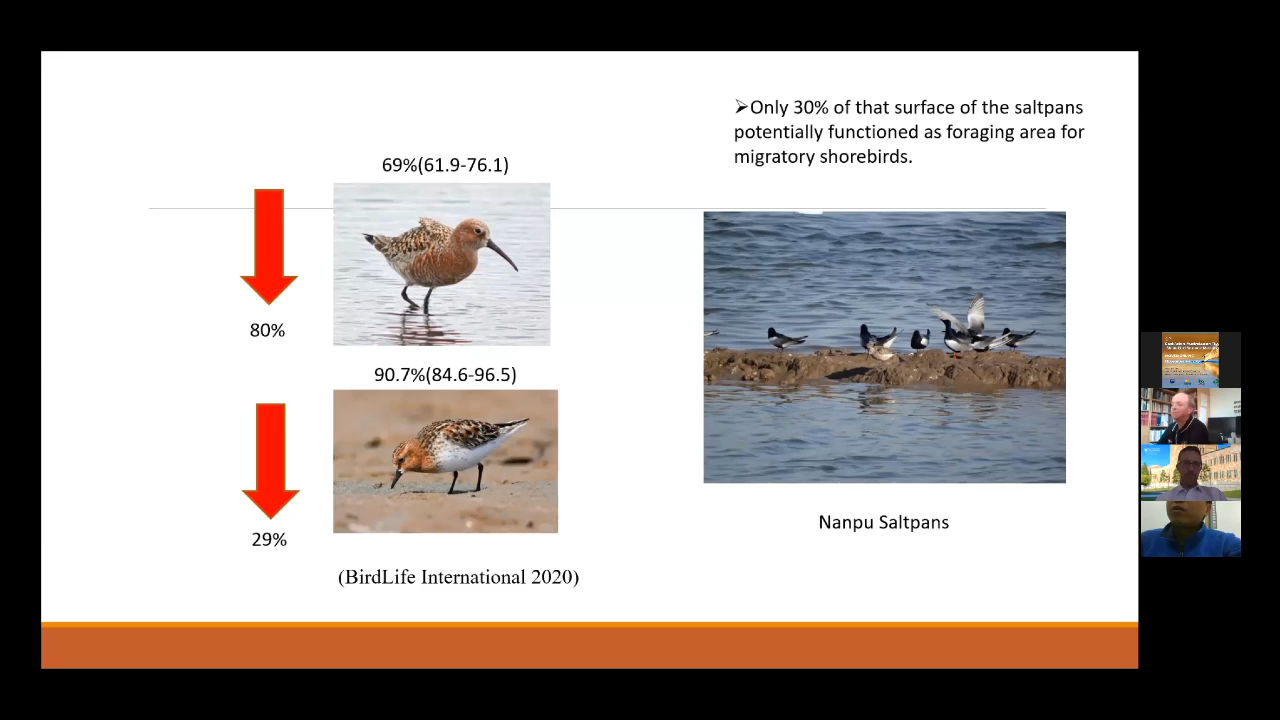 ➢Only 30% of that surface of the saltpans
potentially functioned as foraging area for
migratory shorebirds.
69%(61.9-76.1)
80%
90.7%(84.6-96.5)
29%
Nanpu Saltpans
(BirdLife International 2020)